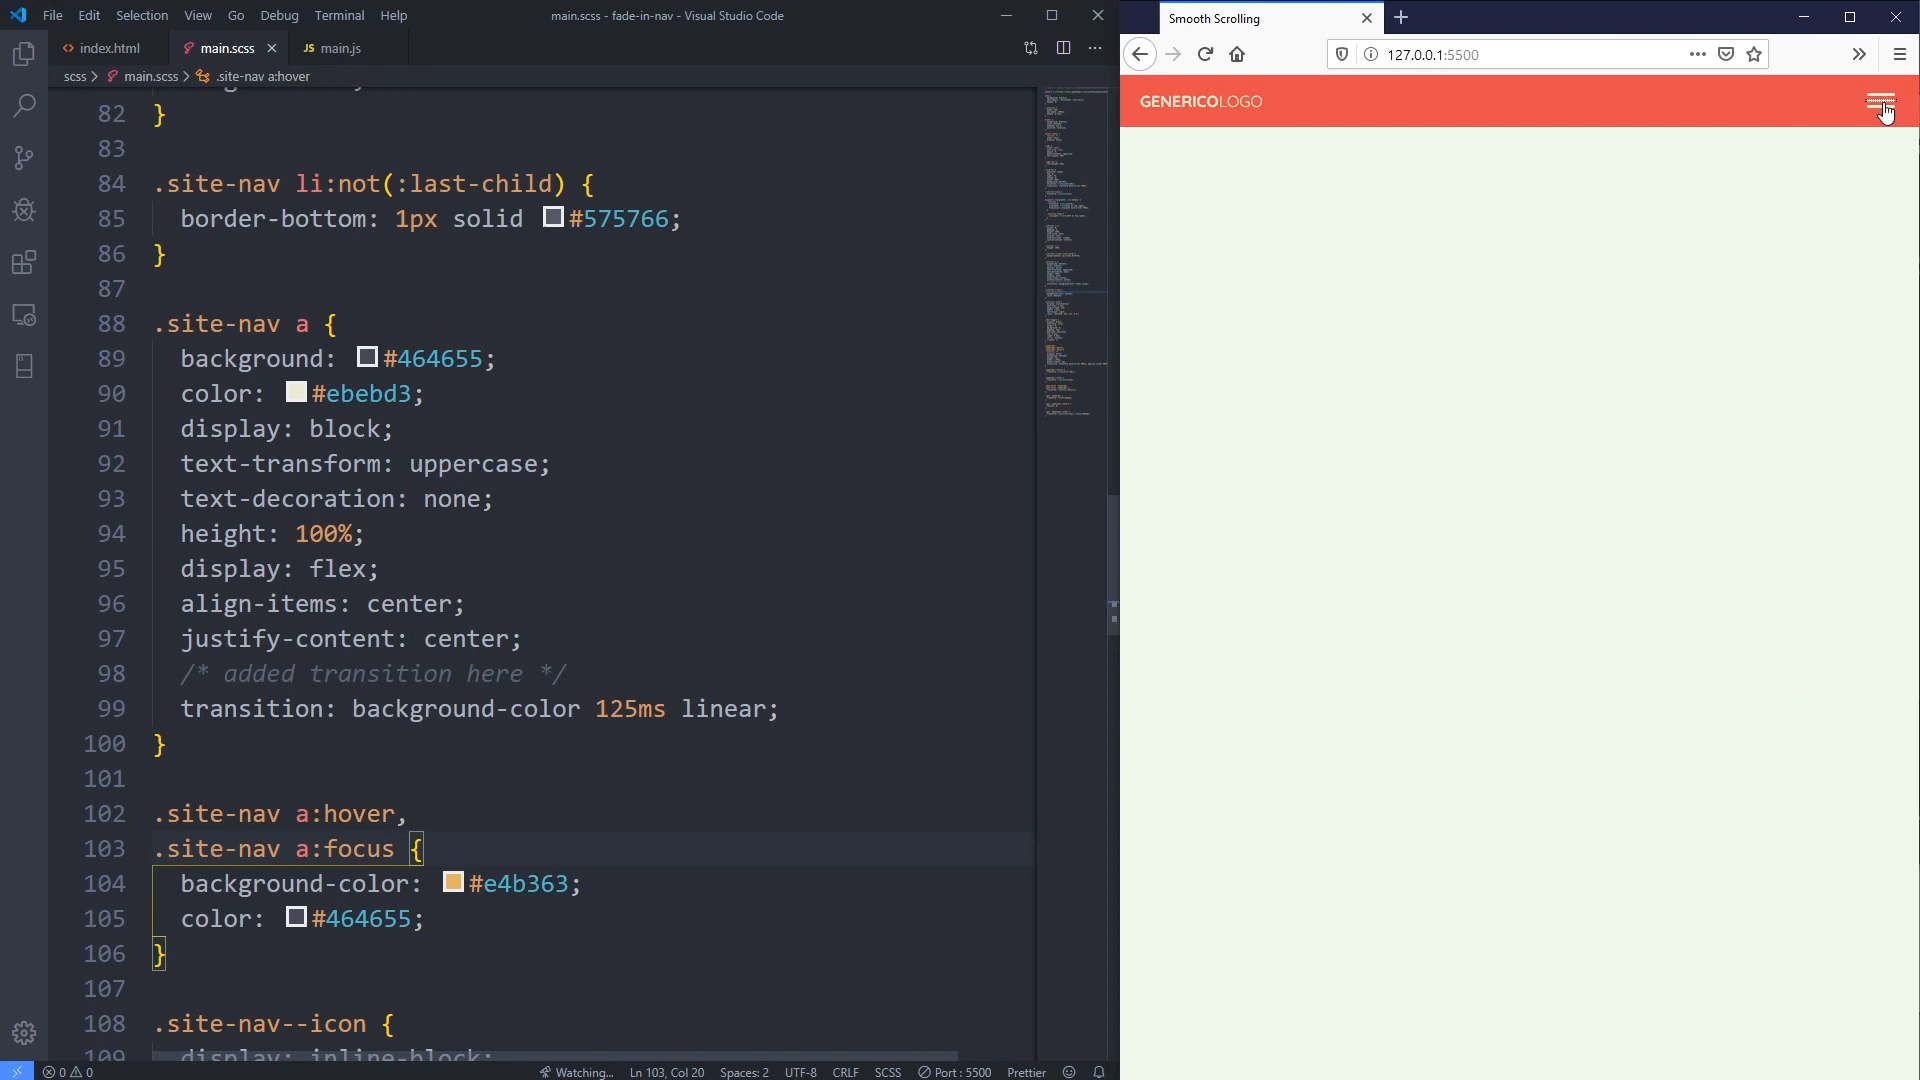 File Edit Selection View Go Debug Terminal Help
main.scss - fade-in-nav - Visual Studio Code
index.html
main.scss
JS main.js
scss > main.scss > .site-nav a:hover
82 }
83
84 .site-nav li:not(:last-child) {
85 border-bottom: 1px solid #575766;
86 }
87
88 .site-nav a {
89 background: #464655;
90 color: #ebebd3;
91 display: block;
92 text-transform: uppercase;
93 text-decoration: none;
94 height: 100%;
95 display: flex;
96 align-items: center;
97 justify-content: center;
98 /* added transition here */
99 transition: background-color 125ms linear;
100 }
101
102 .site-nav a:hover,
103 .site-nav a:focus {
104 background-color: #e4b363;
105 color: #464655;
106 }
107
108 .site-nav--icon {
109 display: inline-block;
0 0
Watching... Ln 103, Col 20 Spaces: 2 UTF-8 CRLF SCSS Port : 5500 Prettier
Smooth Scrolling
127.0.0.1:5500
GENERICOLOGO